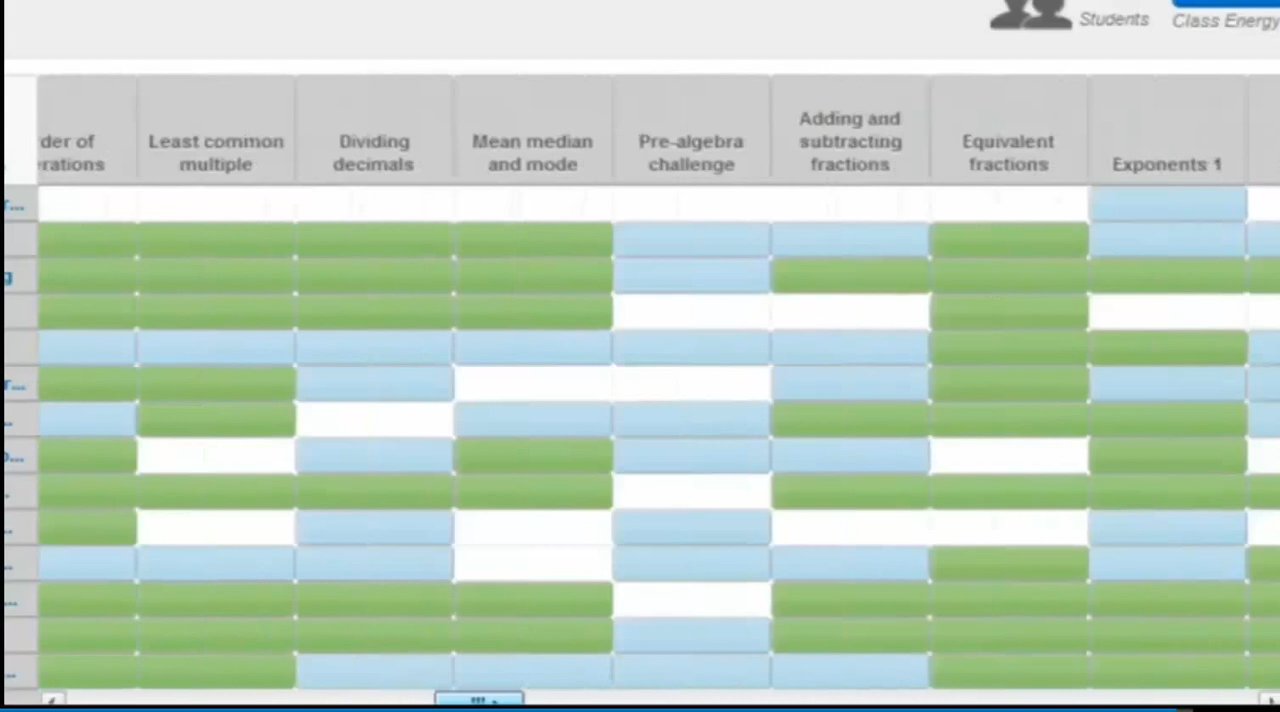 Students
Class Energy
der of
rations
Least common
multiple
Dividing
decimals
Mean median
and mode
Pre-algebra
challenge
Adding and
subtracting
fractions
Equivalent
fractions
Exponents 1
r...
g
r...
...